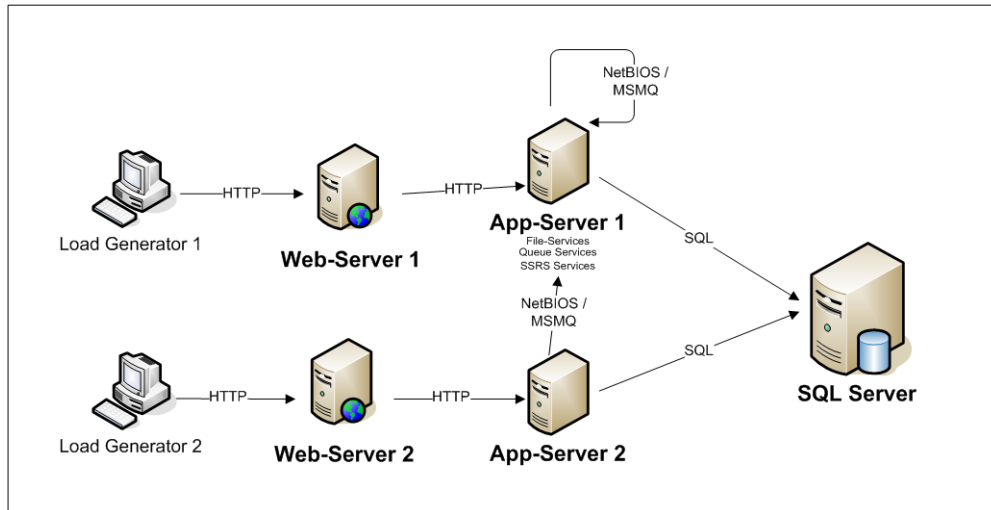 NetBIOS /
MSMQ
HTTP
HTTP
Load Generator 1
Web-Server 1
App-Server 1
File-Services
Queue Services
SSRS Services
SQL
NetBIOS /
MSMQ
SQL
SQL Server
HTTP
HTTP
Load Generator 2
Web-Server 2
App-Server 2